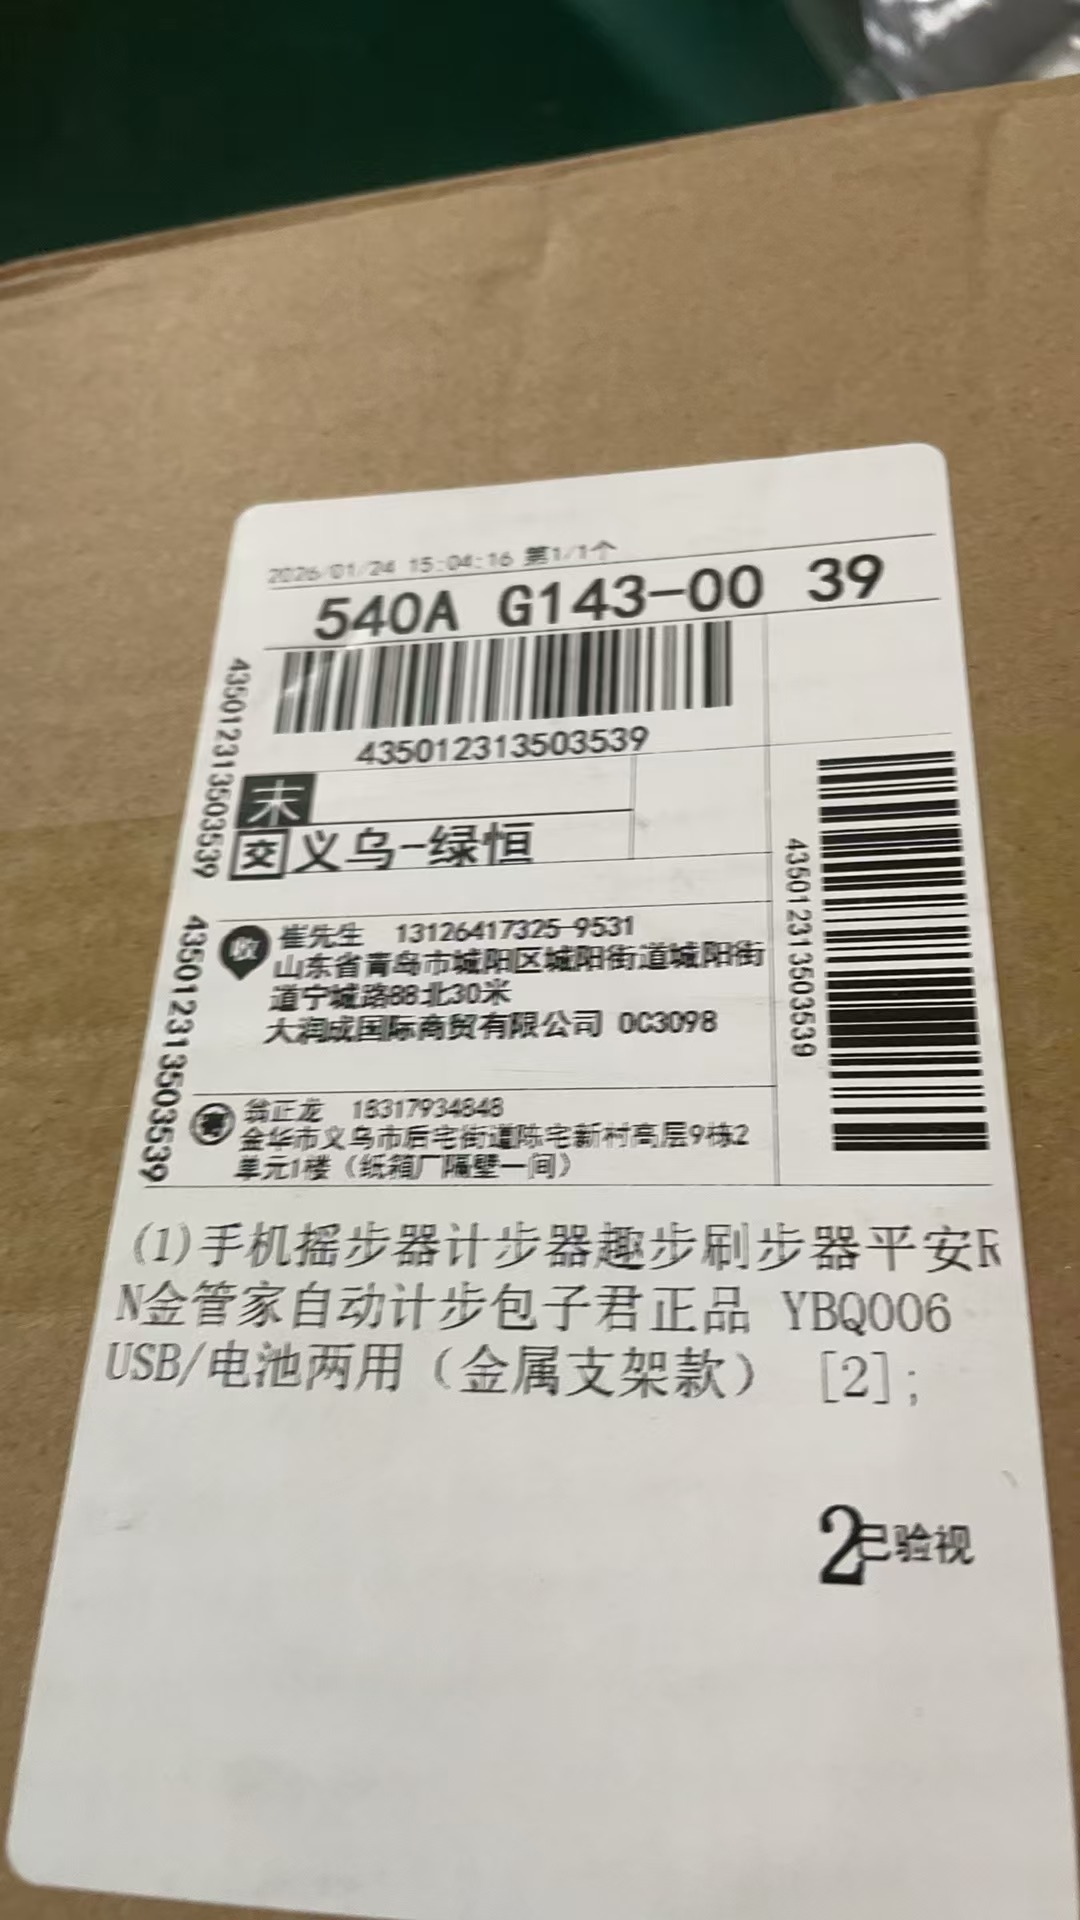 2026/01/24 15:04:16 第1/1个
540A G143-00 39
435012313503539
435012313503539
末
交 义乌-绿恒
435012313503539
435012313503539
收 崔先生 13126417325-9531
山东省青岛市城阳区城阳街道城阳街
道宁城路88北30米
大润成国际商贸有限公司 0C3098
寄 翁正龙 18317934848
金华市义乌市后宅街道陈宅新村高层9栋2
单元1楼（纸箱厂隔壁一间）
(1)手机摇步器计步器趣步刷步器平安R
N金管家自动计步包子君正品 YBQ006
USB/电池两用（金属支架款） [2];
2已验视